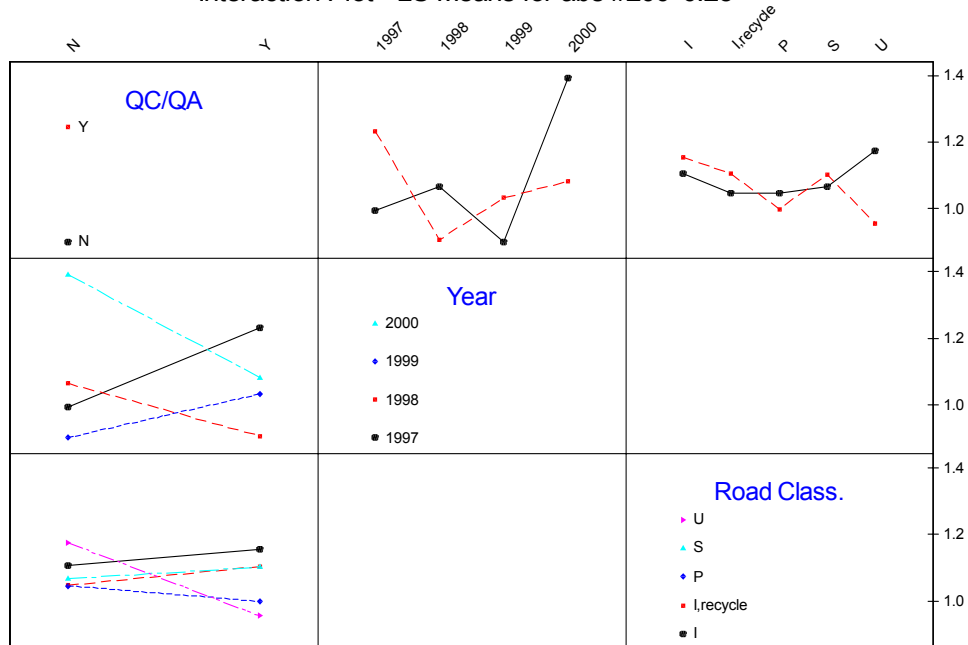 N Y 1997 1998 1999 2000 I I,recycle P S U
QC/QA
Y
N
1.4
1.2
1.0
Year
2000
1999
1998
1997
1.4
1.2
1.0
Road Class.
U
S
P
I,recycle
I
1.4
1.2
1.0